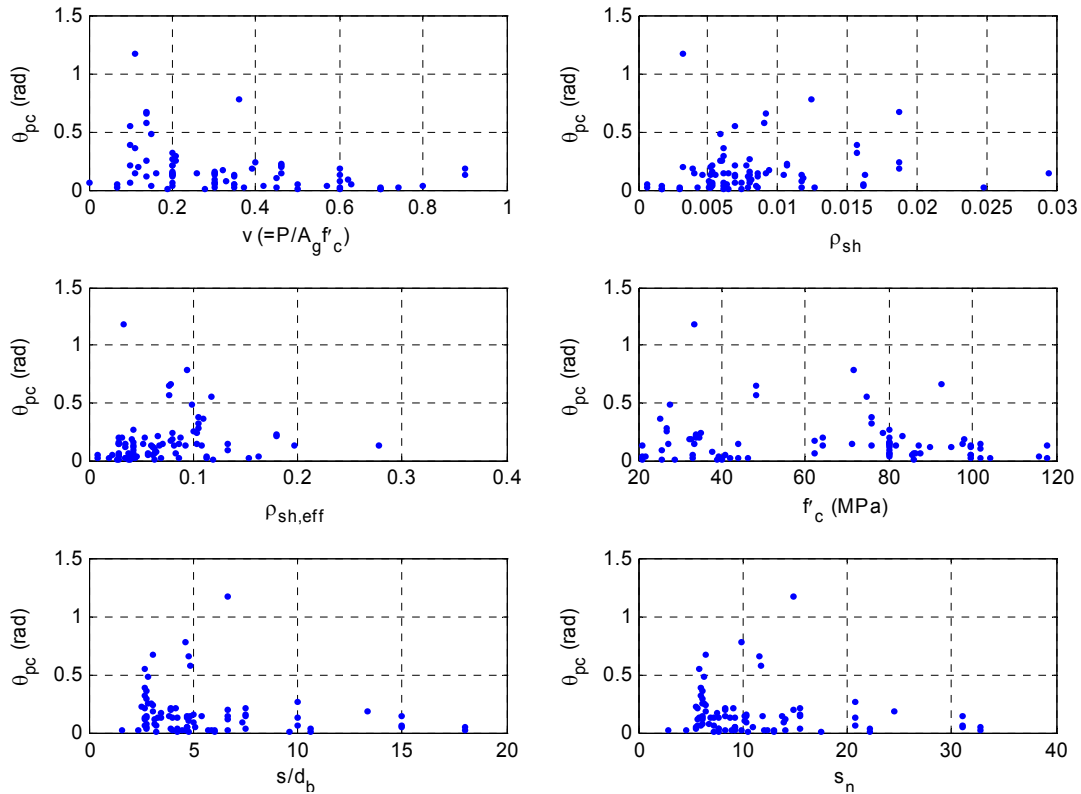 1.5
1
0.5
0
θpc (rad)
0 0.2 0.4 0.6 0.8 1
v (=P/Agf'c)
1.5
1
0.5
0
θpc (rad)
0 0.005 0.01 0.015 0.02 0.025 0.03
ρsh
1.5
1
0.5
0
θpc (rad)
0 0.1 0.2 0.3 0.4
ρsh,eff
1.5
1
0.5
0
θpc (rad)
20 40 60 80 100 120
f'c (MPa)
1.5
1
0.5
0
θpc (rad)
0 5 10 15 20
s/db
1.5
1
0.5
0
θpc (rad)
0 10 20 30 40
sn